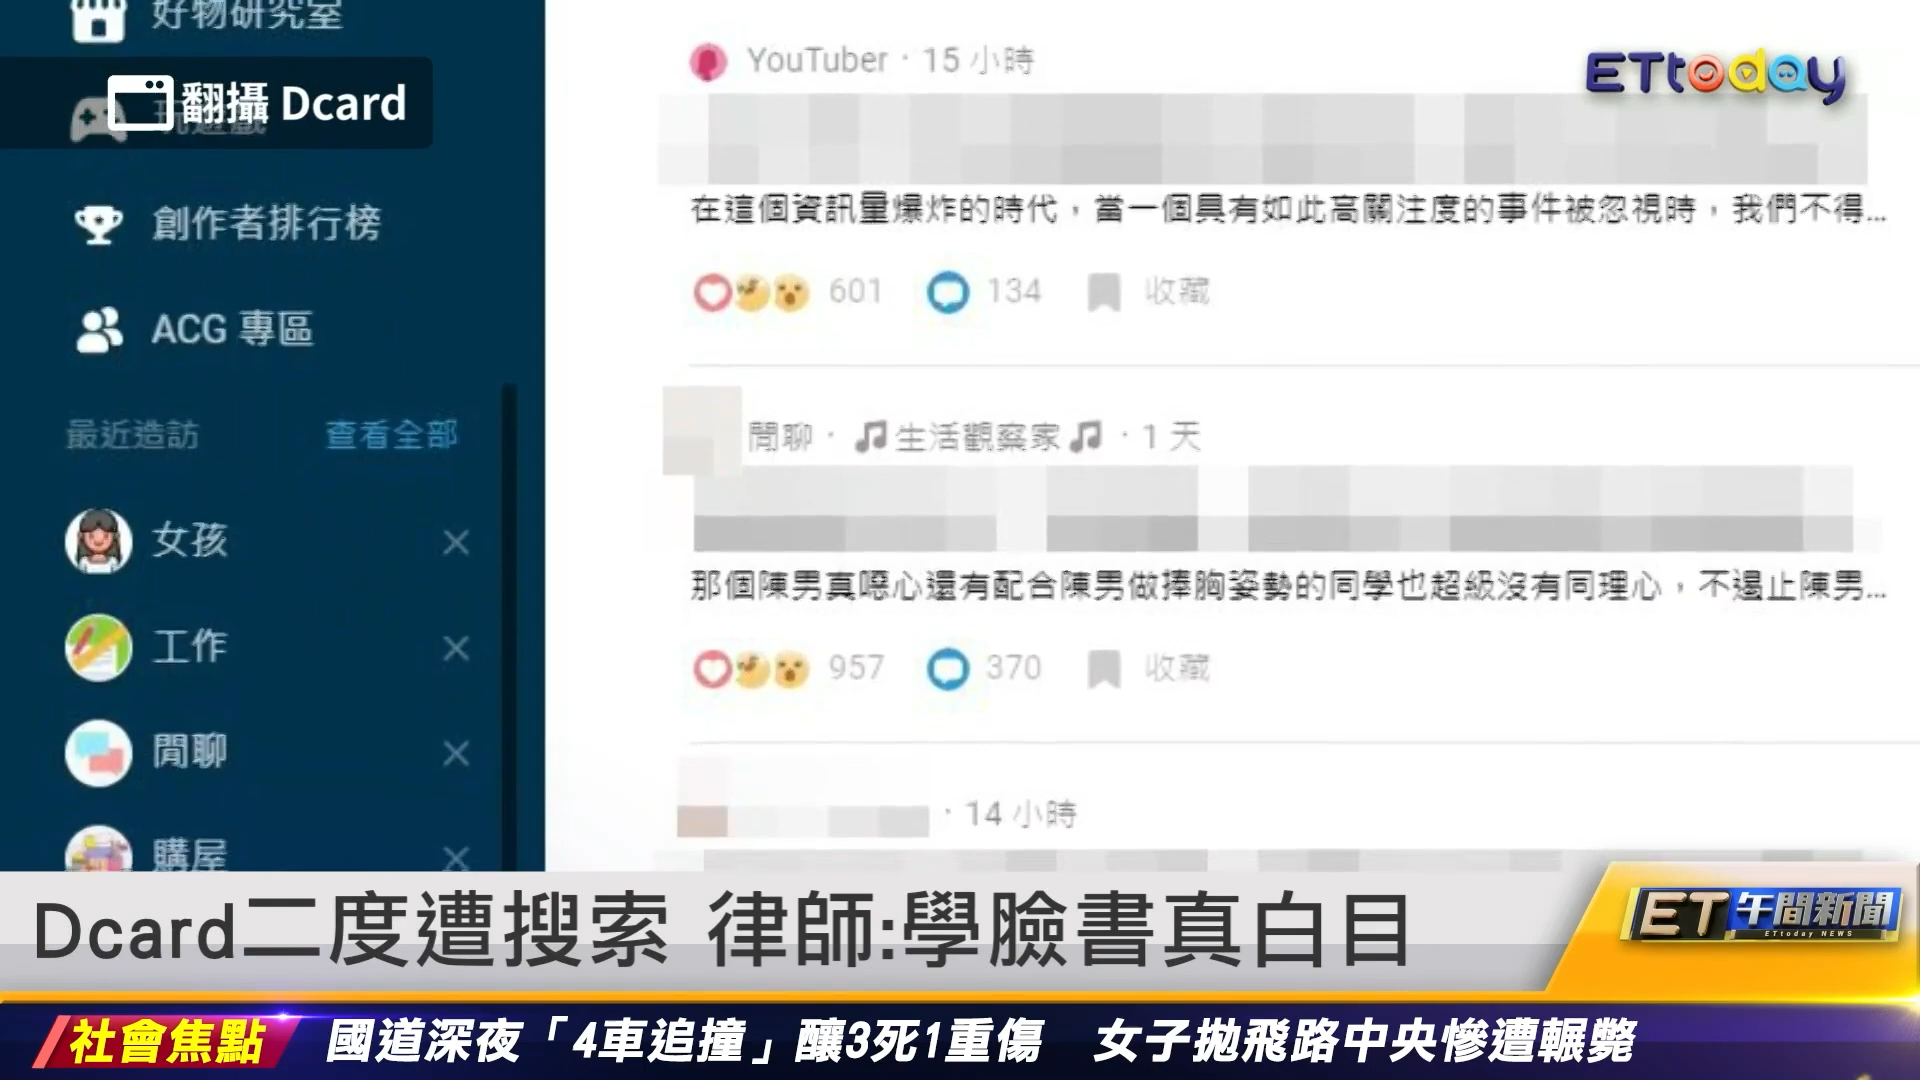 好物研究室
翻攝 Dcard
玩遊戲
創作者排行榜
ACG 專區
最近造訪 查看全部
女孩
工作
閒聊
購屋
YouTuber · 15 小時
ETtoday
在這個資訊量爆炸的時代，當一個具有如此高關注度的事件被忽視時，我們不得...
601 134 收藏
閒聊 · 🎵生活觀察家🎵 · 1 天
那個陳男真噁心還有配合陳男做捧胸姿勢的同學也超級沒有同理心，不遏止陳男...
957 370 收藏
· 14 小時
Dcard二度遭搜索 律師:學臉書真白目
ET午間新聞
ETtoday NEWS
社會焦點 國道深夜「4車追撞」釀3死1重傷 女子拋飛路中央慘遭輾斃